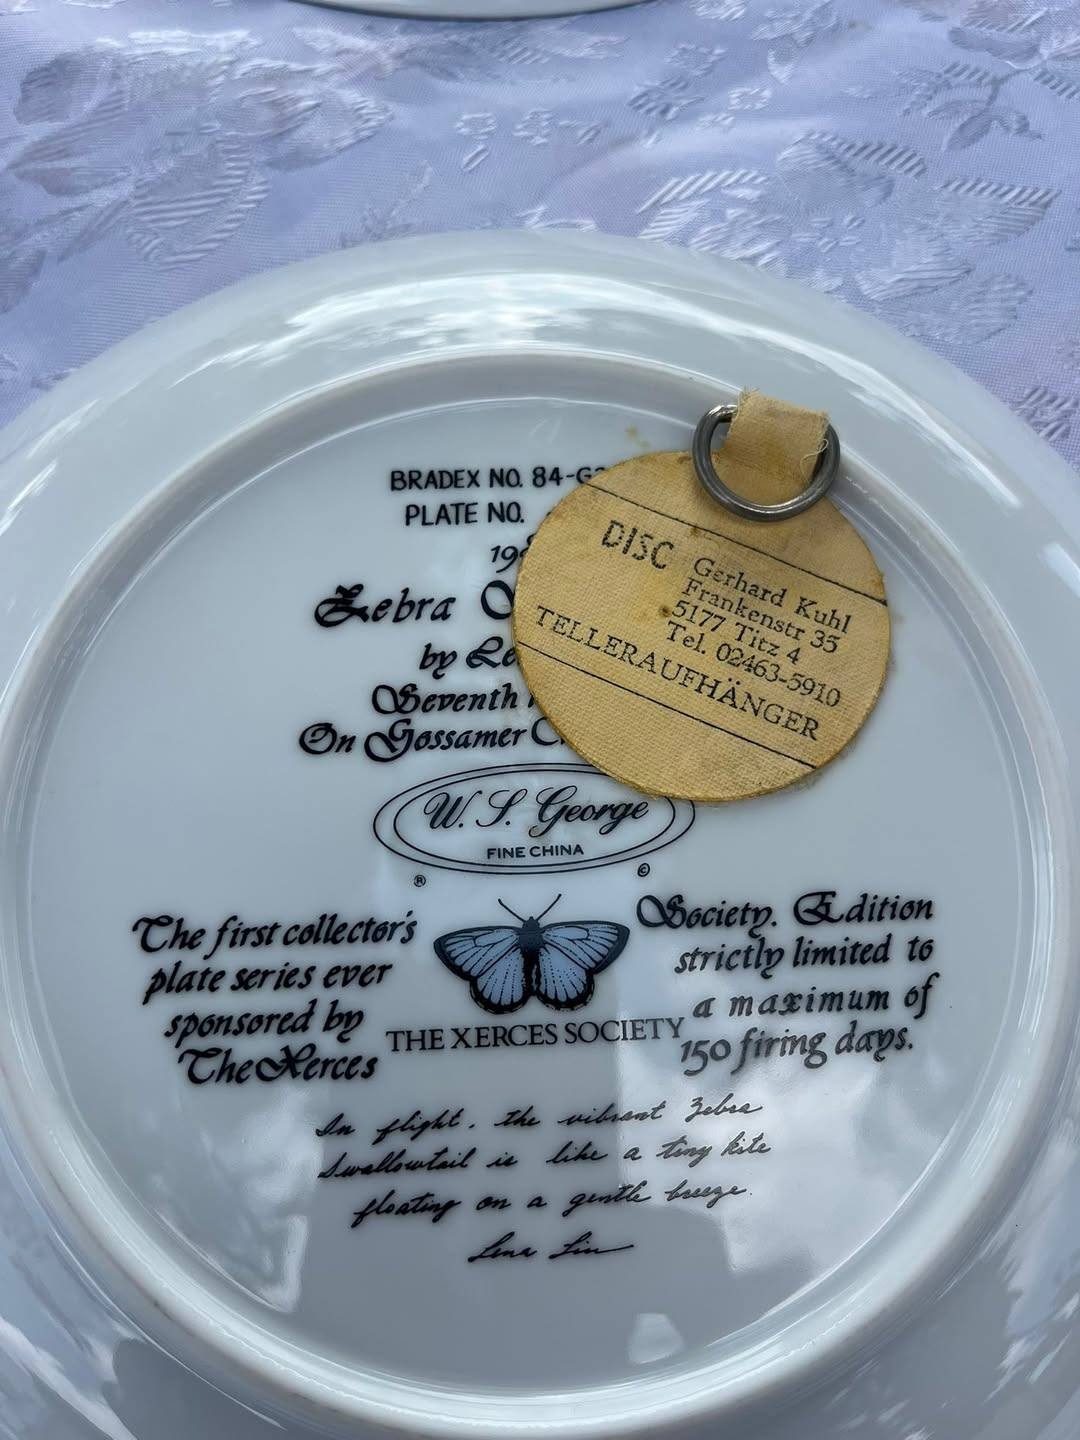 BRADEX NO. 84-G
PLATE NO.
19
Zebra
by
Seventh
On Gossamer
DISC
Gerhard Kuhl
Frankenstr 35
5177 Titz 4
Tel. 02463-5910
TELLERAUFHÄNGER
W. S. George
FINE CHINA
®
©
The first collector's
plate series ever
sponsored by
The Xerces
THE XERCES SOCIETY
Society. Edition
strictly limited to
a maximum of
150 firing days.
In flight, the vibrant Zebra
Swallowtail is like a tiny kite
floating on a gentle breeze.
Lena Liu